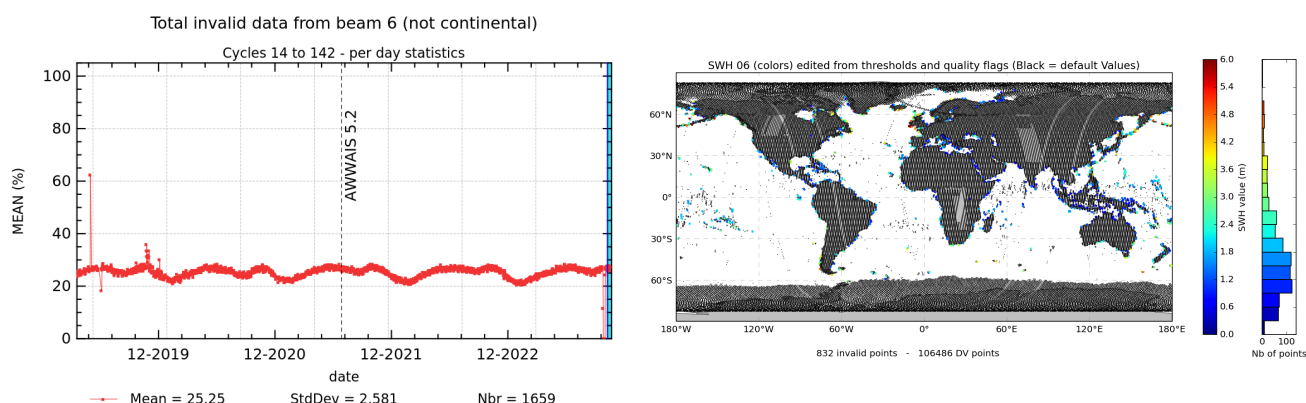 Total invalid data from beam 6 (not continental)
Cycles 14 to 142 - per day statistics
100
80
60
40
20
0
MEAN (%)
AWWAIS 5.2
12-2019 12-2020 12-2021 12-2022
date
Mean = 25.25 StdDev = 2.581 Nbr = 1659
SWH 06 (colors) edited from thresholds and quality flags (Black = default Values)
60°N
30°N
0°
30°S
60°S
180°W 120°W 60°W 0° 60°E 120°E 180°E
832 invalid points - 106486 DV points
6.0
5.4
4.8
4.2
3.6
3.0
2.4
1.8
1.2
0.6
0.0
SWH value (m)
0 100
Nb of points